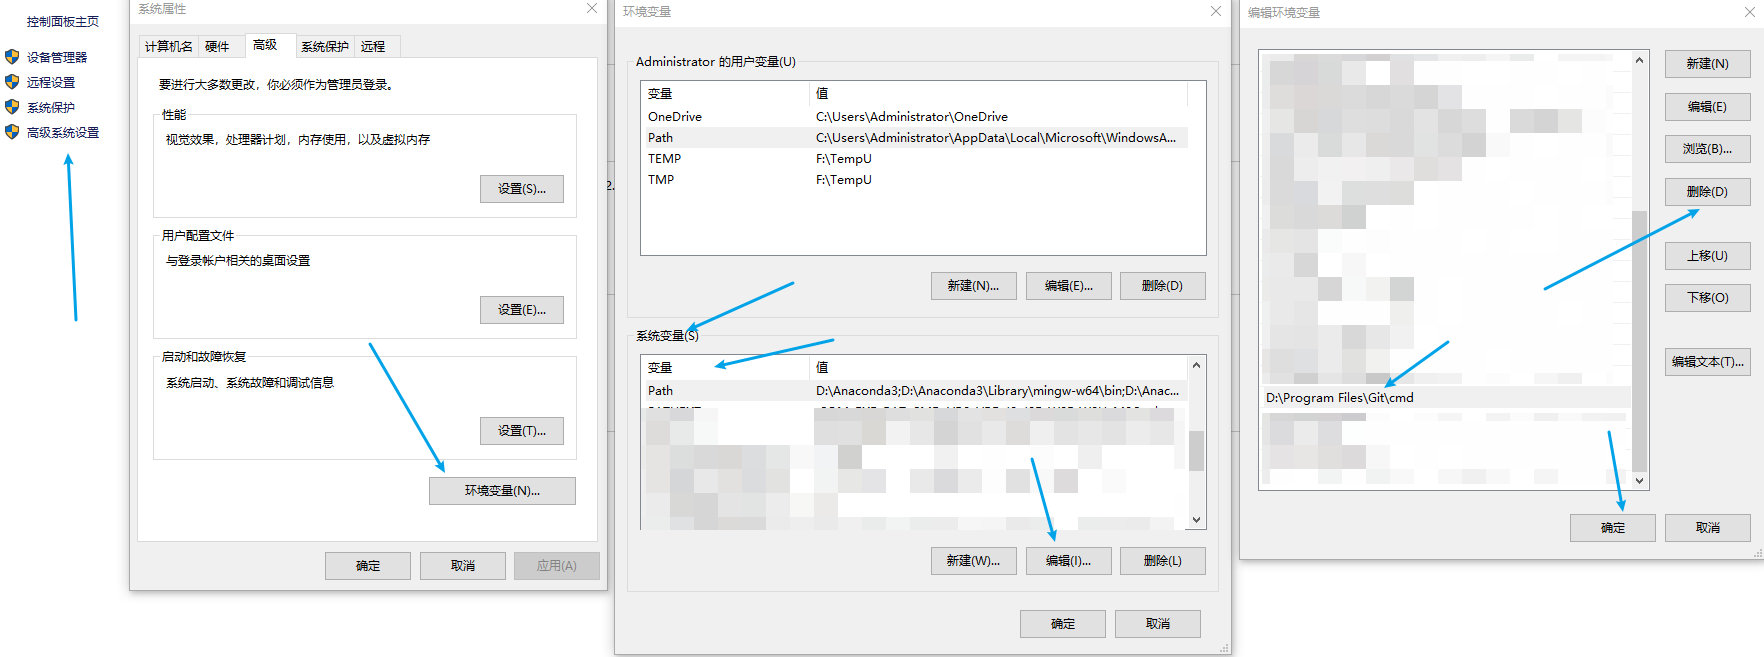 控制面板主页
设备管理器
远程设置
系统保护
高级系统设置
系统属性
计算机名 硬件 高级 系统保护 远程
要进行大多数更改，你必须作为管理员登录。
性能
视觉效果，处理器计划，内存使用，以及虚拟内存
设置(S)...
用户配置文件
与登录帐户相关的桌面设置
设置(E)...
启动和故障恢复
系统启动、系统故障和调试信息
设置(T)...
环境变量(N)...
确定 取消 应用(A)
2.
环境变量
Administrator 的用户变量(U)
变量 值
OneDrive C:\Users\Administrator\OneDrive
Path C:\Users\Administrator\AppData\Local\Microsoft\WindowsA...
TEMP F:\TempU
TMP F:\TempU
新建(N)... 编辑(E)... 删除(D)
系统变量(S)
变量 值
Path D:\Anaconda3;D:\Anaconda3\Library\mingw-w64\bin;D:\Anac...
新建(W)... 编辑(I)... 删除(L)
确定 取消
编辑环境变量
新建(N)
编辑(E)
浏览(B)...
删除(D)
上移(U)
下移(O)
编辑文本(T)...
D:\Program Files\Git\cmd
确定 取消